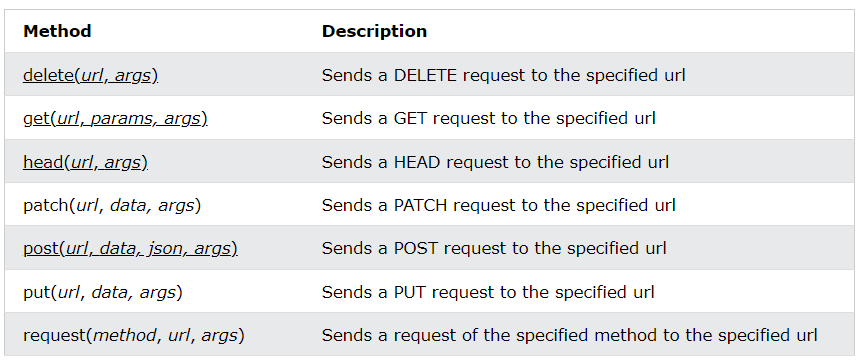 Method Description
delete(url, args) Sends a DELETE request to the specified url
get(url, params, args) Sends a GET request to the specified url
head(url, args) Sends a HEAD request to the specified url
patch(url, data, args) Sends a PATCH request to the specified url
post(url, data, json, args) Sends a POST request to the specified url
put(url, data, args) Sends a PUT request to the specified url
request(method, url, args) Sends a request of the specified method to the specified url